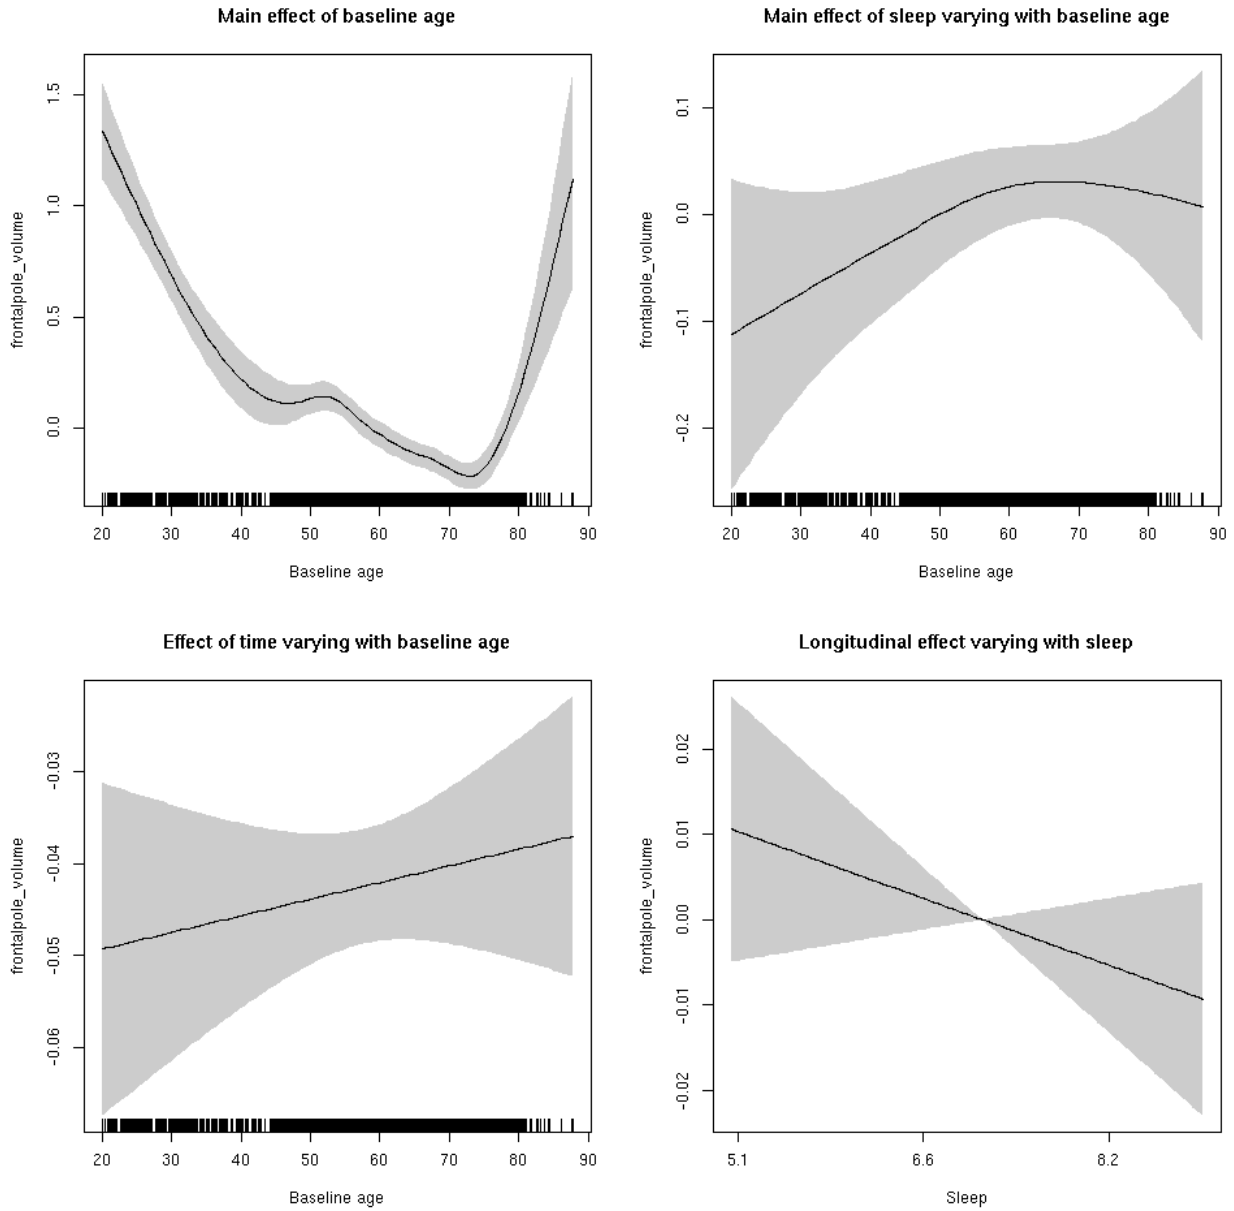 Main effect of baseline age
frontalpole_volume
1.5
1.0
0.5
0.0
20 30 40 50 60 70 80 90
Baseline age
Main effect of sleep varying with baseline age
frontalpole_volume
0.1
0.0
-0.1
-0.2
20 30 40 50 60 70 80 90
Baseline age
Effect of time varying with baseline age
frontalpole_volume
-0.03
-0.04
-0.05
-0.06
20 30 40 50 60 70 80 90
Baseline age
Longitudinal effect varying with sleep
frontalpole_volume
0.02
0.01
0.00
-0.01
-0.02
5.1 6.6 8.2
Sleep